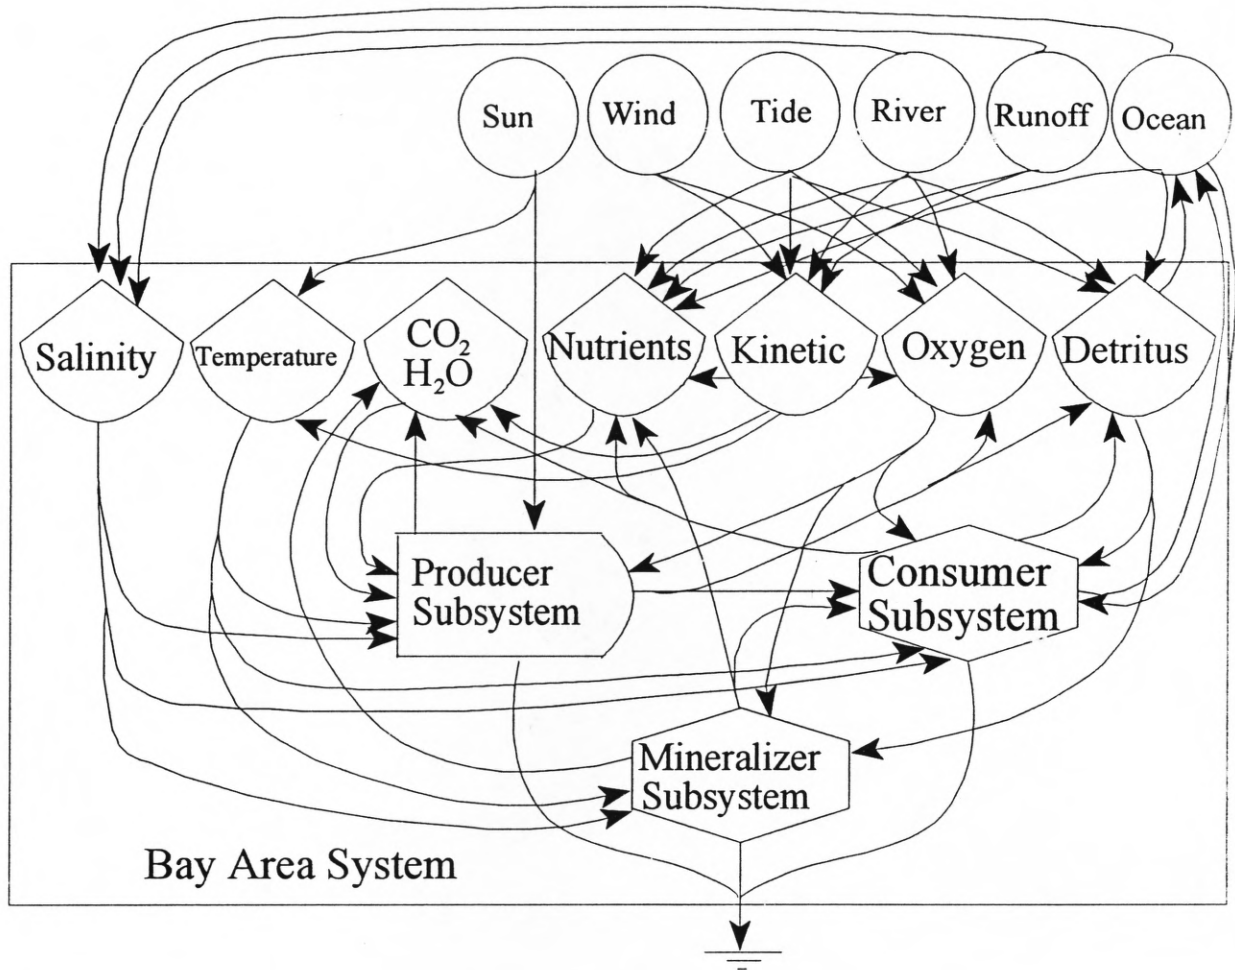 Sun
Wind
Tide
River
Runoff
Ocean
Salinity
Temperature
CO₂
H₂O
Nutrients
Kinetic
Oxygen
Detritus
Producer
Subsystem
Consumer
Subsystem
Mineralizer
Subsystem
Bay Area System